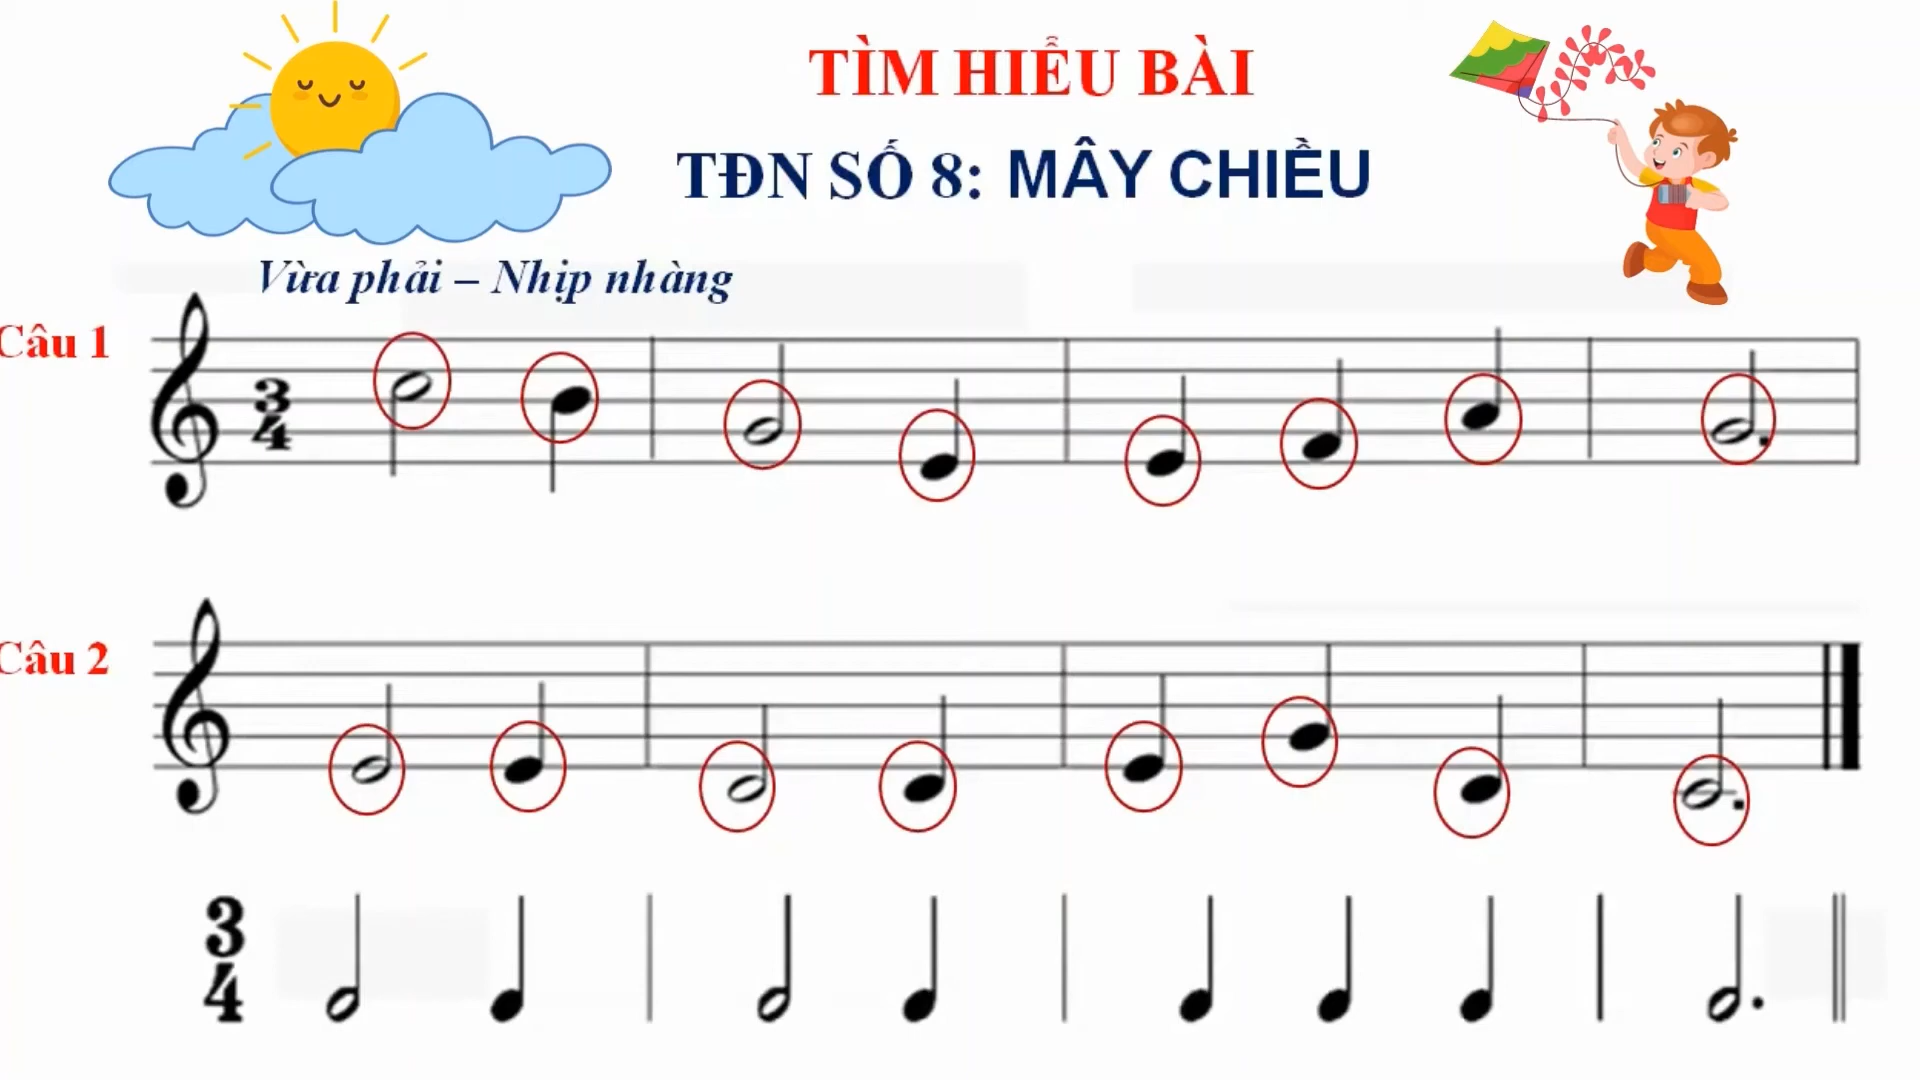 TÌM HIỂU BÀI
TĐN SỐ 8: MÂY CHIỀU
Vừa phải – Nhịp nhàng
Câu 1
3
4
Câu 2
3
4